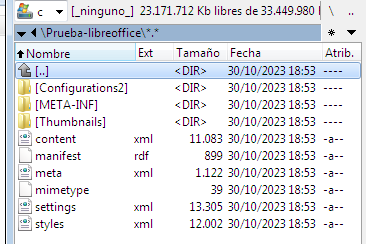 c [_ninguno_] 23.171.712 Kb libres de 33.449.980 \ ..
\Prueba-libreoffice\*.* * ▼
Nombre Ext Tamaño Fecha Atrib.
[..] <DIR> 30/10/2023 18:53 ----
[Configurations2] <DIR> 30/10/2023 18:53 ----
[META-INF] <DIR> 30/10/2023 18:53 ----
[Thumbnails] <DIR> 30/10/2023 18:53 ----
content xml 11.083 30/10/2023 18:53 -a--
manifest rdf 899 30/10/2023 18:53 -a--
meta xml 1.122 30/10/2023 18:53 -a--
mimetype 39 30/10/2023 18:53 -a--
settings xml 13.305 30/10/2023 18:53 -a--
styles xml 12.002 30/10/2023 18:53 -a--